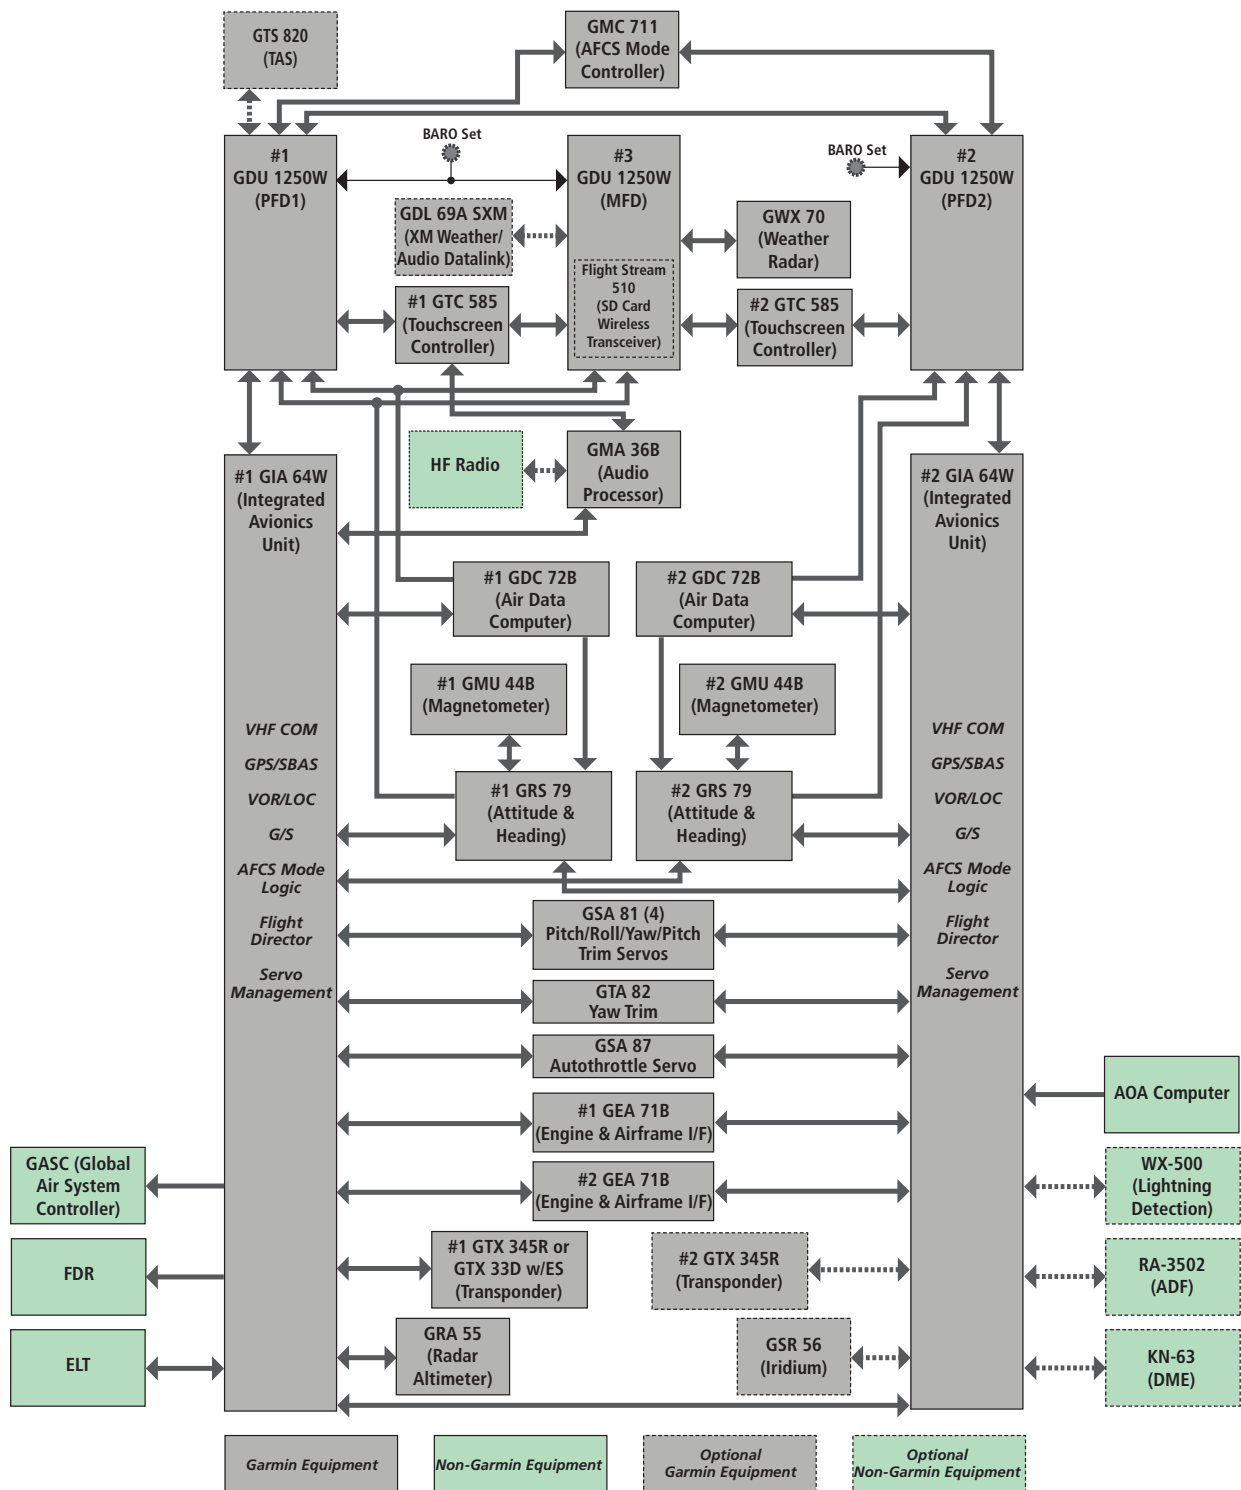 GTS 820
(TAS)
GMC 711
(AFCS Mode
Controller)
#1
GDU 1250W
(PFD1)
BARO Set
#3
GDU 1250W
(MFD)
BARO Set
#2
GDU 1250W
(PFD2)
GDL 69A SXM
(XM Weather/
Audio Datalink)
GWX 70
(Weather
Radar)
Flight Stream
510
(SD Card
Wireless
Transceiver)
#1 GTC 585
(Touchscreen
Controller)
#2 GTC 585
(Touchscreen
Controller)
HF Radio
GMA 36B
(Audio
Processor)
#1 GIA 64W
(Integrated
Avionics
Unit)
#2 GIA 64W
(Integrated
Avionics
Unit)
#1 GDC 72B
(Air Data
Computer)
#2 GDC 72B
(Air Data
Computer)
#1 GMU 44B
(Magnetometer)
#2 GMU 44B
(Magnetometer)
#1 GRS 79
(Attitude &
Heading)
#2 GRS 79
(Attitude &
Heading)
VHF COM
GPS/SBAS
VOR/LOC
G/S
AFCS Mode
Logic
Flight
Director
Servo
Management
VHF COM
GPS/SBAS
VOR/LOC
G/S
AFCS Mode
Logic
Flight
Director
Servo
Management
GSA 81 (4)
Pitch/Roll/Yaw/Pitch
Trim Servos
GTA 82
Yaw Trim
GSA 87
Autothrottle Servo
#1 GEA 71B
(Engine & Airframe I/F)
#2 GEA 71B
(Engine & Airframe I/F)
AOA Computer
GASC (Global
Air System
Controller)
WX-500
(Lightning
Detection)
FDR
#1 GTX 345R or
GTX 33D w/ES
(Transponder)
#2 GTX 345R
(Transponder)
RA-3502
(ADF)
ELT
GRA 55
(Radar
Altimeter)
GSR 56
(Iridium)
KN-63
(DME)
Garmin Equipment
Non-Garmin Equipment
Optional
Garmin Equipment
Optional
Non-Garmin Equipment